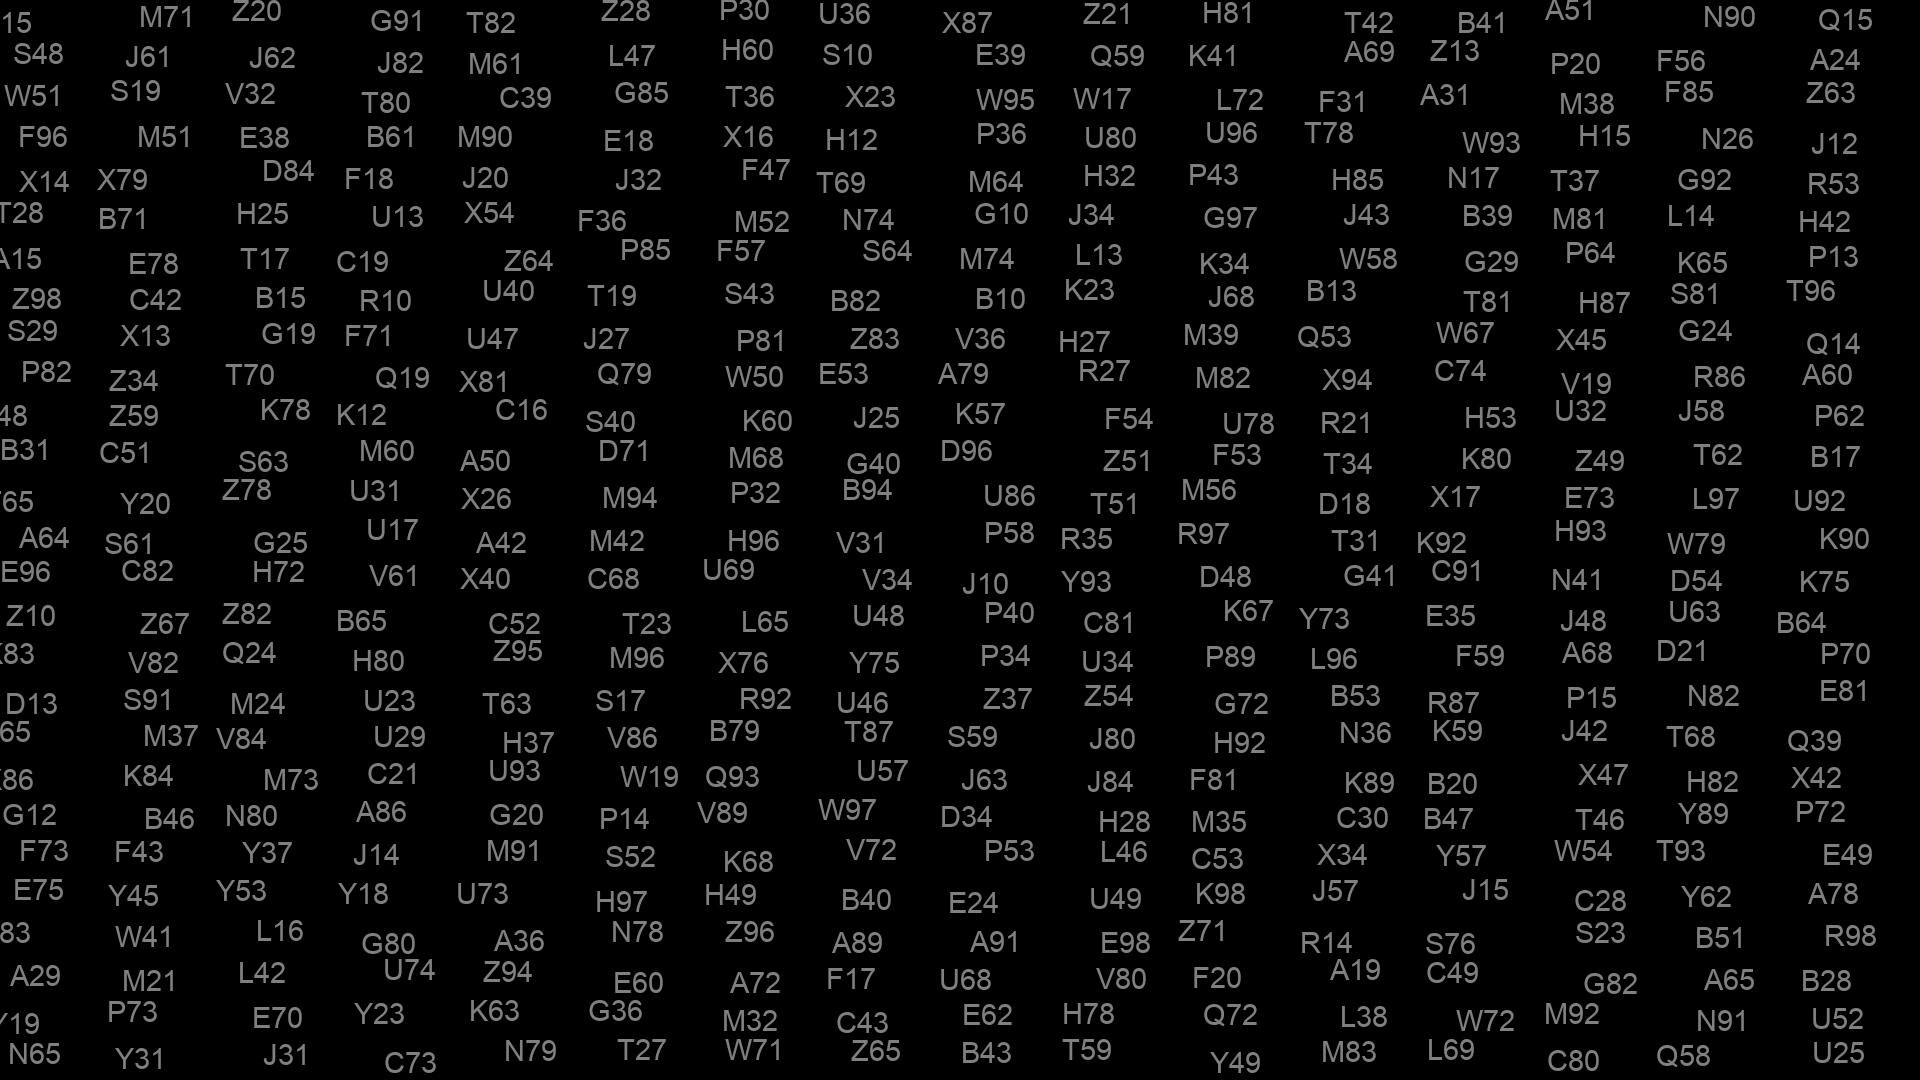 15 M71 Z20 G91 T82 Z28 P30 U36 X87 Z21 H81 T42 B41 A51 N90 Q15
S48 J61 J62 J82 M61 L47 H60 S10 E39 Q59 K41 A69 Z13 P20 F56 A24
W51 S19 V32 T80 C39 G85 T36 X23 W95 W17 L72 F31 A31 M38 F85 Z63
F96 M51 E38 B61 M90 E18 X16 H12 P36 U80 U96 T78 W93 H15 N26 J12
X14 X79 D84 F18 J20 J32 F47 T69 M64 H32 P43 H85 N17 T37 G92 R53
T28 B71 H25 U13 X54 F36 M52 N74 G10 J34 G97 J43 B39 M81 L14 H42
A15 E78 T17 C19 Z64 P85 F57 S64 M74 L13 K34 W58 G29 P64 K65 P13
Z98 C42 B15 R10 U40 T19 S43 B82 B10 K23 J68 B13 T81 H87 S81 T96
S29 X13 G19 F71 U47 J27 P81 Z83 V36 H27 M39 Q53 W67 X45 G24 Q14
P82 Z34 T70 Q19 X81 Q79 W50 E53 A79 R27 M82 X94 C74 V19 R86 A60
48 Z59 K78 K12 C16 S40 K60 J25 K57 F54 U78 R21 H53 U32 J58 P62
B31 C51 S63 M60 A50 D71 M68 G40 D96 Z51 F53 T34 K80 Z49 T62 B17
65 Y20 Z78 U31 X26 M94 P32 B94 U86 T51 M56 D18 X17 E73 L97 U92
A64 S61 G25 U17 A42 M42 H96 V31 P58 R35 R97 T31 K92 H93 W79 K90
E96 C82 H72 V61 X40 C68 U69 V34 J10 Y93 D48 G41 C91 N41 D54 K75
Z10 Z67 Z82 B65 C52 T23 L65 U48 P40 C81 K67 Y73 E35 J48 U63 B64
83 V82 Q24 H80 Z95 M96 X76 Y75 P34 U34 P89 L96 F59 A68 D21 P70
D13 S91 M24 U23 T63 S17 R92 U46 Z37 Z54 G72 B53 R87 P15 N82 E81
65 M37 V84 U29 H37 V86 B79 T87 S59 J80 H92 N36 K59 J42 T68 Q39
86 K84 M73 C21 U93 W19 Q93 U57 J63 J84 F81 K89 B20 X47 H82 X42
G12 B46 N80 A86 G20 P14 V89 W97 D34 H28 M35 C30 B47 T46 Y89 P72
F73 F43 Y37 J14 M91 S52 K68 V72 P53 L46 C53 X34 Y57 W54 T93 E49
E75 Y45 Y53 Y18 U73 H97 H49 B40 E24 U49 K98 J57 J15 C28 Y62 A78
83 W41 L16 G80 A36 N78 Z96 A89 A91 E98 Z71 R14 S76 S23 B51 R98
A29 M21 L42 U74 Z94 E60 A72 F17 U68 V80 F20 A19 C49 G82 A65 B28
Y19 P73 E70 Y23 K63 G36 M32 C43 E62 H78 Q72 L38 W72 M92 N91 U52
N65 Y31 J31 C73 N79 T27 W71 Z65 B43 T59 Y49 M83 L69 C80 Q58 U25